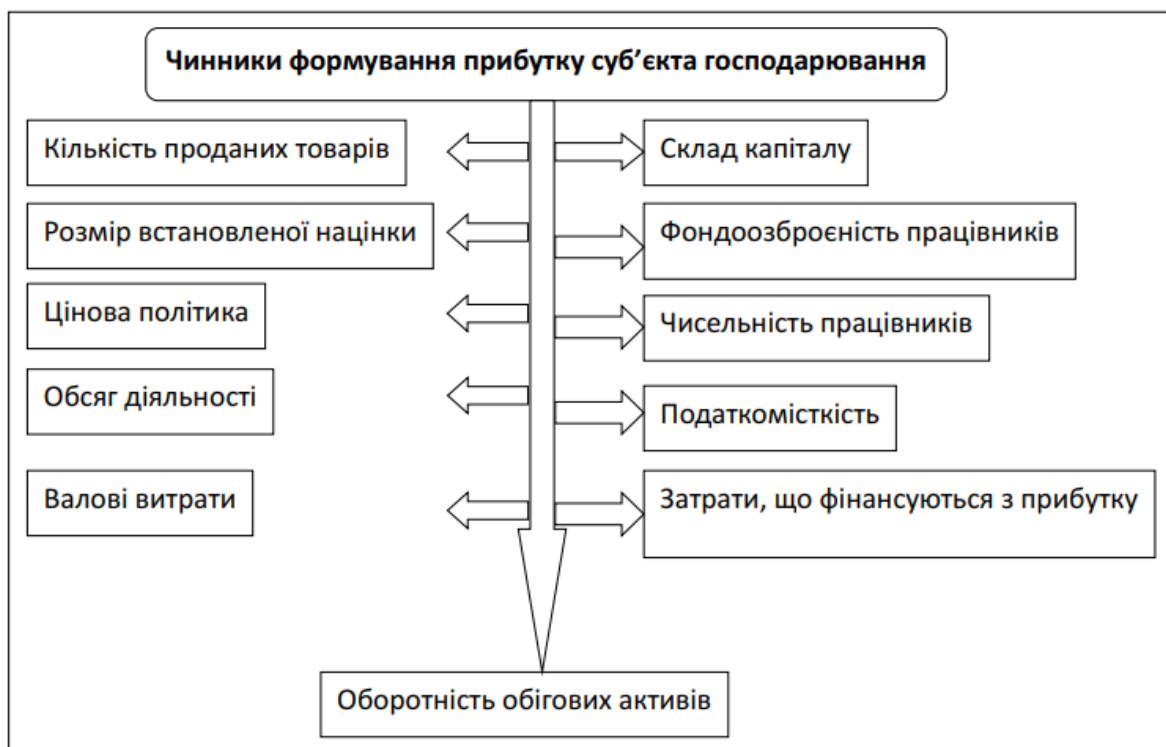 Чинники формування прибутку суб’єкта господарювання
Кількість проданих товарів
Склад капіталу
Розмір встановленої націнки
Фондоозброєність працівників
Цінова політика
Чисельність працівників
Обсяг діяльності
Податкомісткість
Валові витрати
Затрати, що фінансуються з прибутку
Оборотність обігових активів